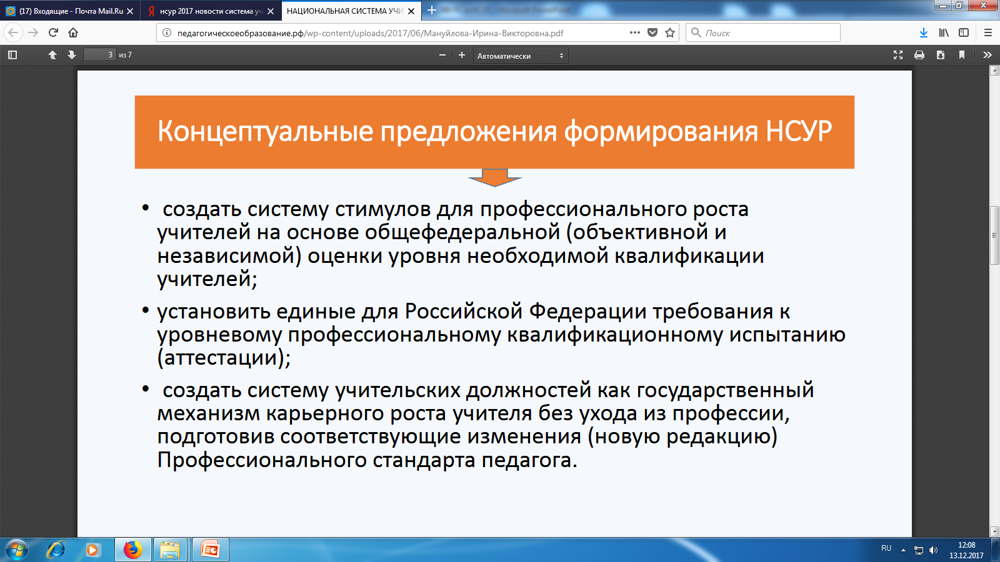 (17) Входящие - Почта Mail.Ru
нсур 2017 новости система уч
НАЦИОНАЛЬНАЯ СИСТЕМА УЧИ
педагогическоеобразование.рф/wp-content/uploads/2017/06/Мануйлова-Ирина-Викторовна.pdf
Поиск
3 из 7
Автоматически
Концептуальные предложения формирования НСУР
• создать систему стимулов для профессионального роста
учителей на основе общефедеральной (объективной и
независимой) оценки уровня необходимой квалификации
учителей;
• установить единые для Российской Федерации требования к
уровневому профессиональному квалификационному испытанию
(аттестации);
• создать систему учительских должностей как государственный
механизм карьерного роста учителя без ухода из профессии,
подготовив соответствующие изменения (новую редакцию)
Профессионального стандарта педагога.
RU
12:08
13.12.2017